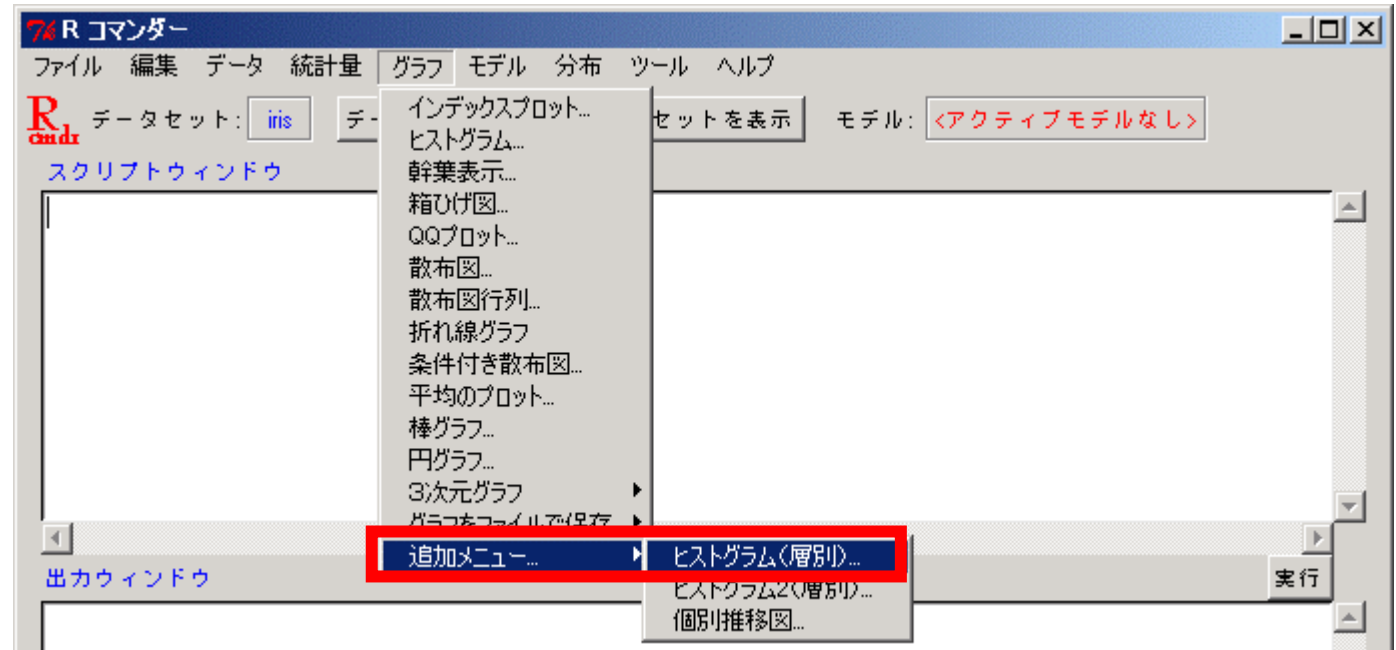 R コマンダー
ファイル 編集 データ 統計量 グラフ モデル 分布 ツール ヘルプ
R cmdr データセット: iris デー セットを表示 モデル: <アクティブモデルなし>
スクリプトウィンドウ
インデックスプロット...
ヒストグラム...
幹葉表示...
箱ひげ図...
QQプロット...
散布図...
散布図行列...
折れ線グラフ
条件付き散布図...
平均のプロット...
棒グラフ...
円グラフ...
3次元グラフ
グラフをファイルで保存
追加メニュー... ヒストグラム(層別)...
ヒストグラム2(層別)...
個別推移図...
出力ウィンドウ 実行